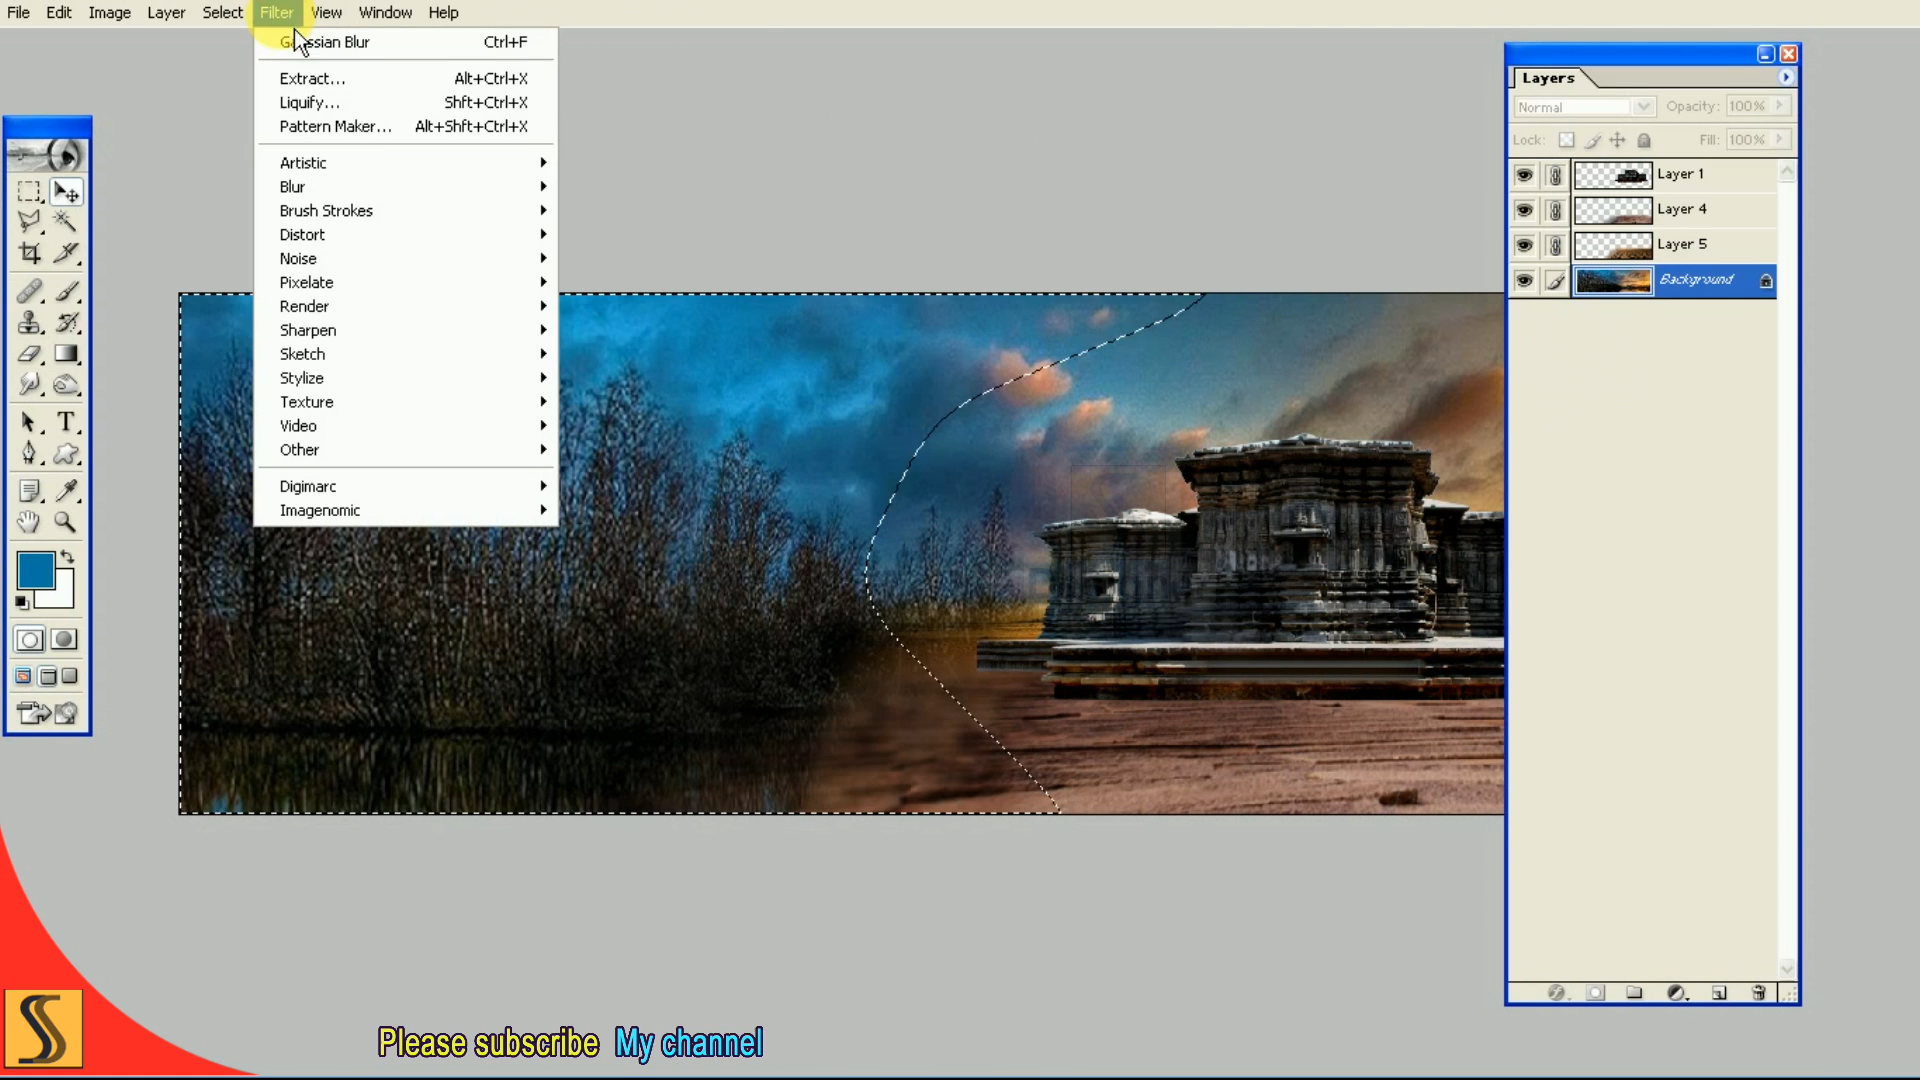 File Edit Image Layer Select Filter View Window Help
Gaussian Blur Ctrl+F
Extract... Alt+Ctrl+X
Liquify... Shft+Ctrl+X
Pattern Maker... Alt+Shft+Ctrl+X
Artistic
Blur
Brush Strokes
Distort
Noise
Pixelate
Render
Sharpen
Sketch
Stylize
Texture
Video
Other
Digimarc
Imagenomic
Layers
Normal Opacity: 100%
Lock: Fill: 100%
Layer 1
Layer 4
Layer 5
Background
Please subscribe My channel